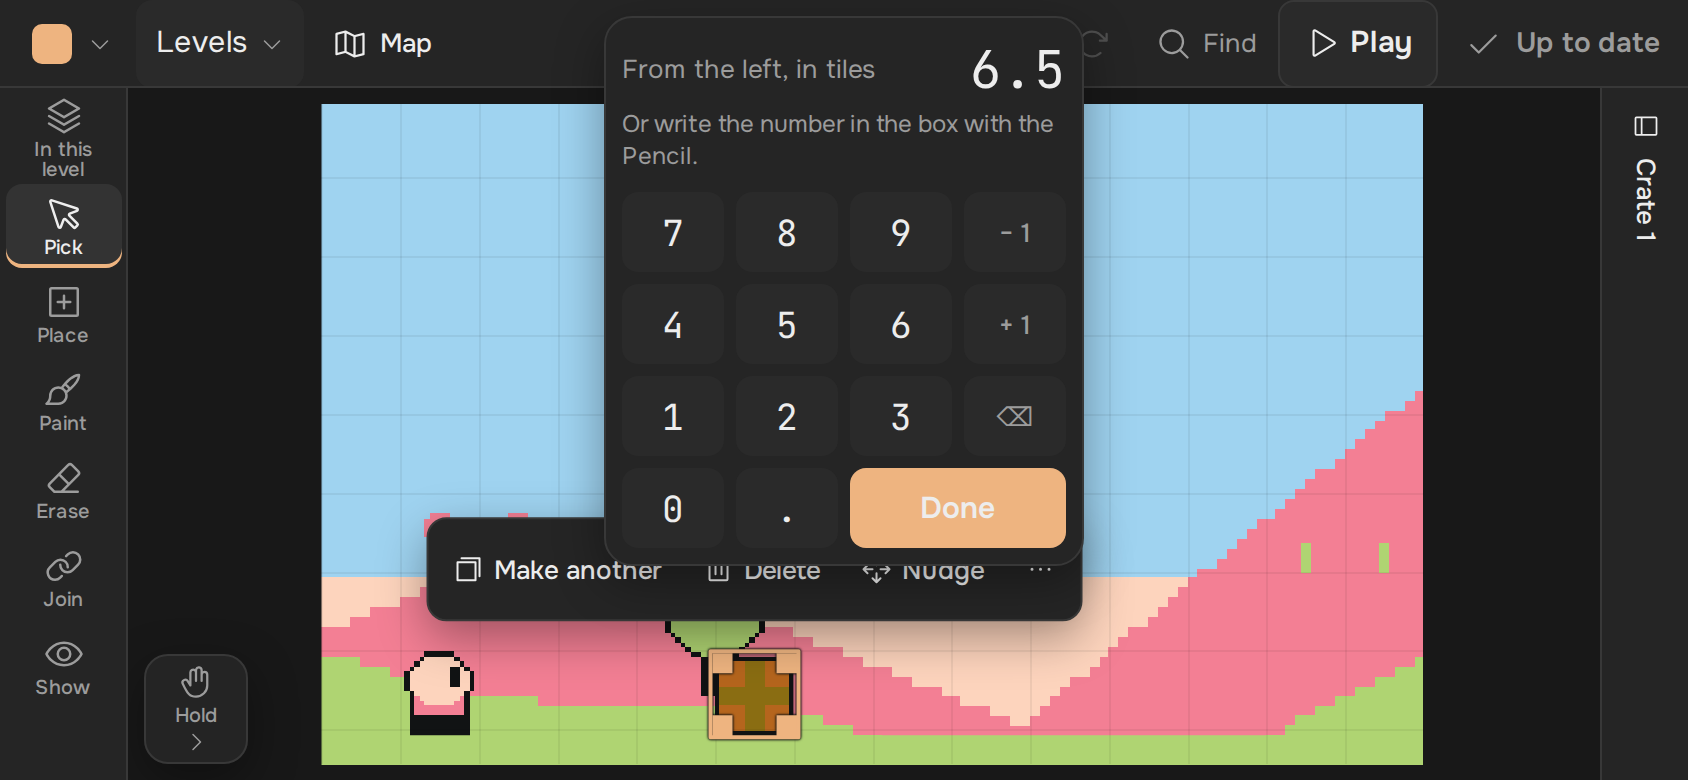 Levels
Map
Find
Play
Up to date
In this
level
Pick
Place
Paint
Erase
Join
Show
Hold
From the left, in tiles
6.5
Or write the number in the box with the
Pencil.
7 8 9 − 1
4 5 6 + 1
1 2 3 ⌫
0 . Done
Make another
Delete
Nudge
...
Crate 1